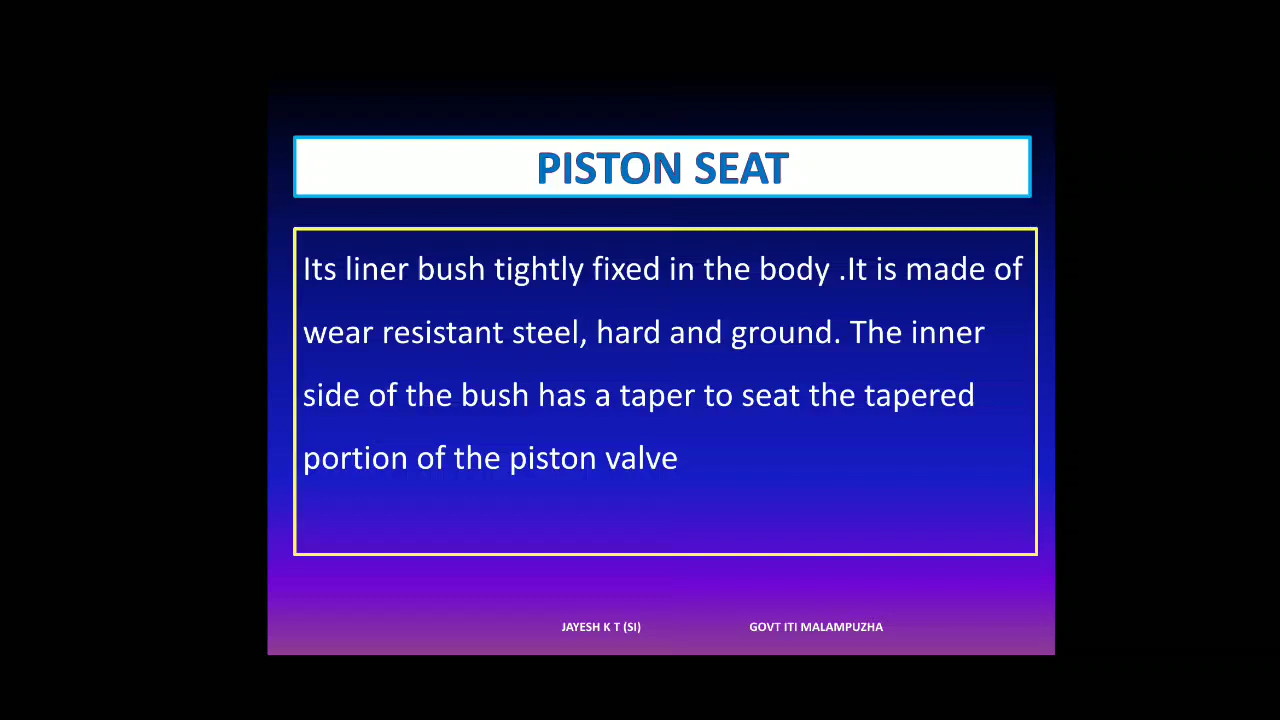 PISTON SEAT
Its liner bush tightly fixed in the body .It is made of
wear resistant steel, hard and ground. The inner
side of the bush has a taper to seat the tapered
portion of the piston valve
JAYESH K T (SI) GOVT ITI MALAMPUZHA